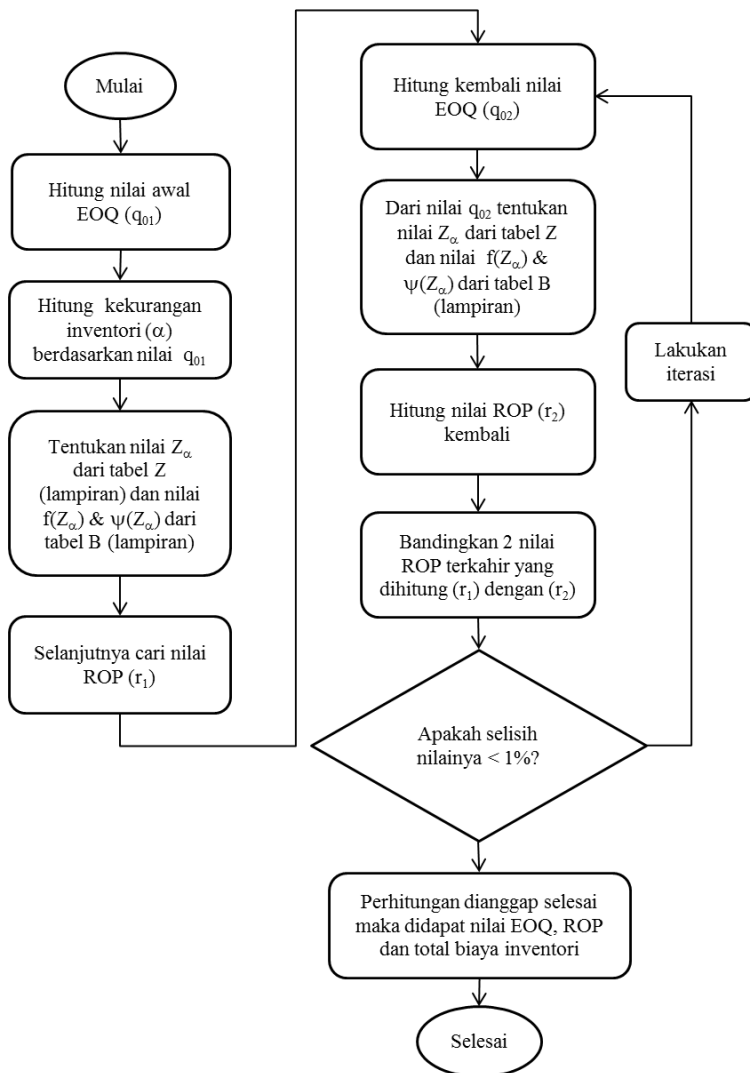 Mulai
Hitung nilai awal
EOQ (q₀₁)
Hitung kekurangan
inventori (α)
berdasarkan nilai q₀₁
Tentukan nilai Zα
dari tabel Z
(lampiran) dan nilai
f(Zα) & ψ(Zα) dari
tabel B (lampiran)
Selanjutnya cari nilai
ROP (r₁)
Hitung kembali nilai
EOQ (q₀₂)
Dari nilai q₀₂ tentukan
nilai Zα dari tabel Z
dan nilai f(Zα) &
ψ(Zα) dari tabel B
(lampiran)
Hitung nilai ROP (r₂)
kembali
Bandingkan 2 nilai
ROP terkahir yang
dihitung (r₁) dengan (r₂)
Apakah selisih
nilainya < 1%?
Lakukan
iterasi
Perhitungan dianggap selesai
maka didapat nilai EOQ, ROP
dan total biaya inventori
Selesai